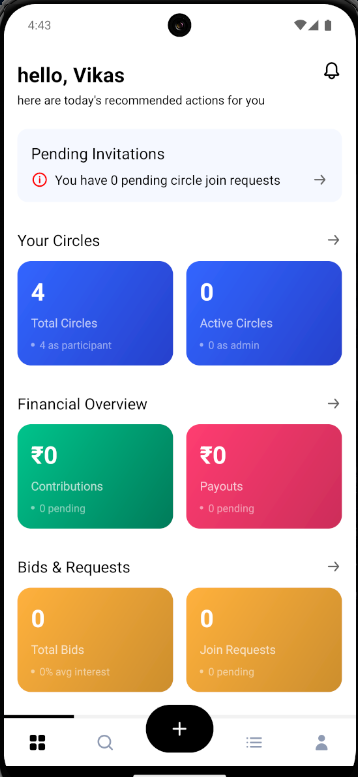 4:43
hello, Vikas
here are today's recommended actions for you
Pending Invitations
You have 0 pending circle join requests
Your Circles
4
Total Circles
4 as participant
0
Active Circles
0 as admin
Financial Overview
₹0
Contributions
0 pending
₹0
Payouts
0 pending
Bids & Requests
0
Total Bids
0% avg interest
0
Join Requests
0 pending